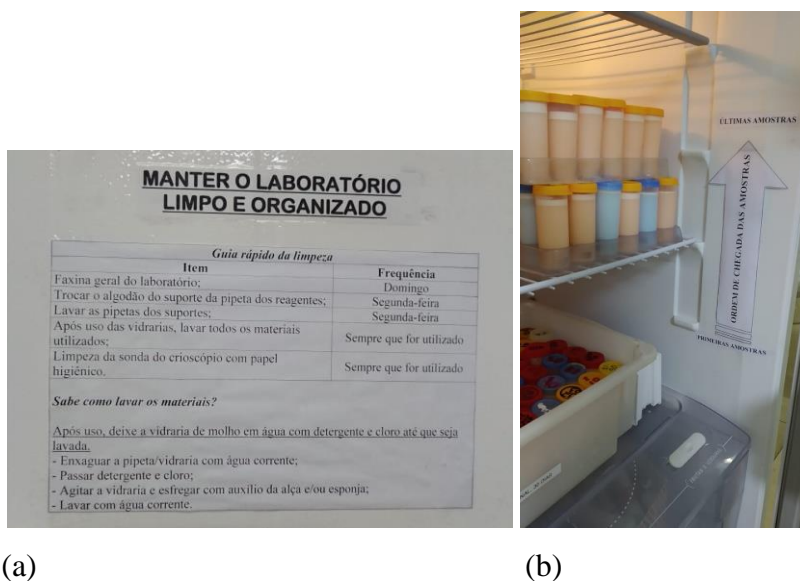 MANTER O LABORATÓRIO
LIMPO E ORGANIZADO
Guia rápido da limpeza
Item Frequência
Faxina geral do laboratório; Domingo
Trocar o algodão do suporte da pipeta dos reagentes; Segunda-feira
Lavar as pipetas dos suportes; Segunda-feira
Após uso das vidrarias, lavar todos os materiais
utilizados; Sempre que for utilizado
Limpeza da sonda do crioscópio com papel
higiênico. Sempre que for utilizado
Sabe como lavar os materiais?
Após uso, deixe a vidraria de molho em água com detergente e cloro até que seja
lavada.
- Enxaguar a pipeta/vidraria com água corrente;
- Passar detergente e cloro;
- Agitar a vidraria e esfregar com auxílio da alça e/ou esponja;
- Lavar com água corrente.
(a)
ÚLTIMAS AMOSTRAS
ORDEM DE CHEGADA DAS AMOSTRAS
PRIMEIRAS AMOSTRAS
(b)